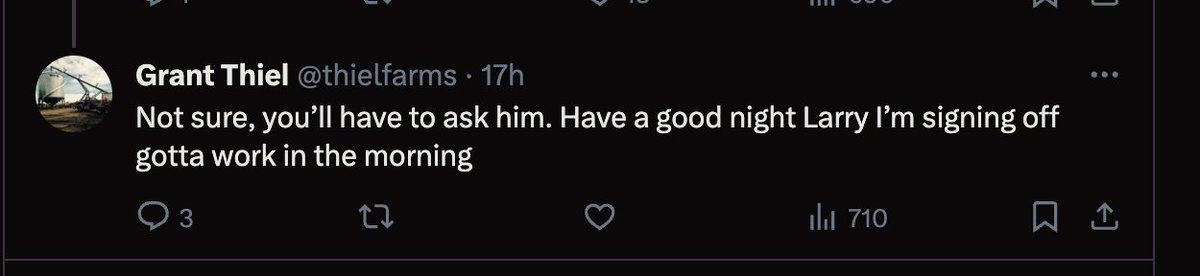 Grant Thiel @thielfarms · 17h
Not sure, you’ll have to ask him. Have a good night Larry I’m signing off
gotta work in the morning
3 710